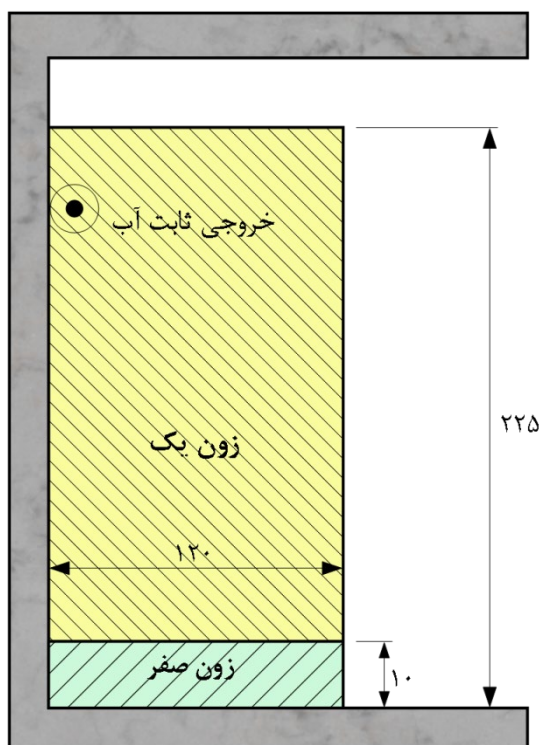 خروجی ثابت آب
۲۲۵
زون یک
۱۲۰
زون صفر
۱۰